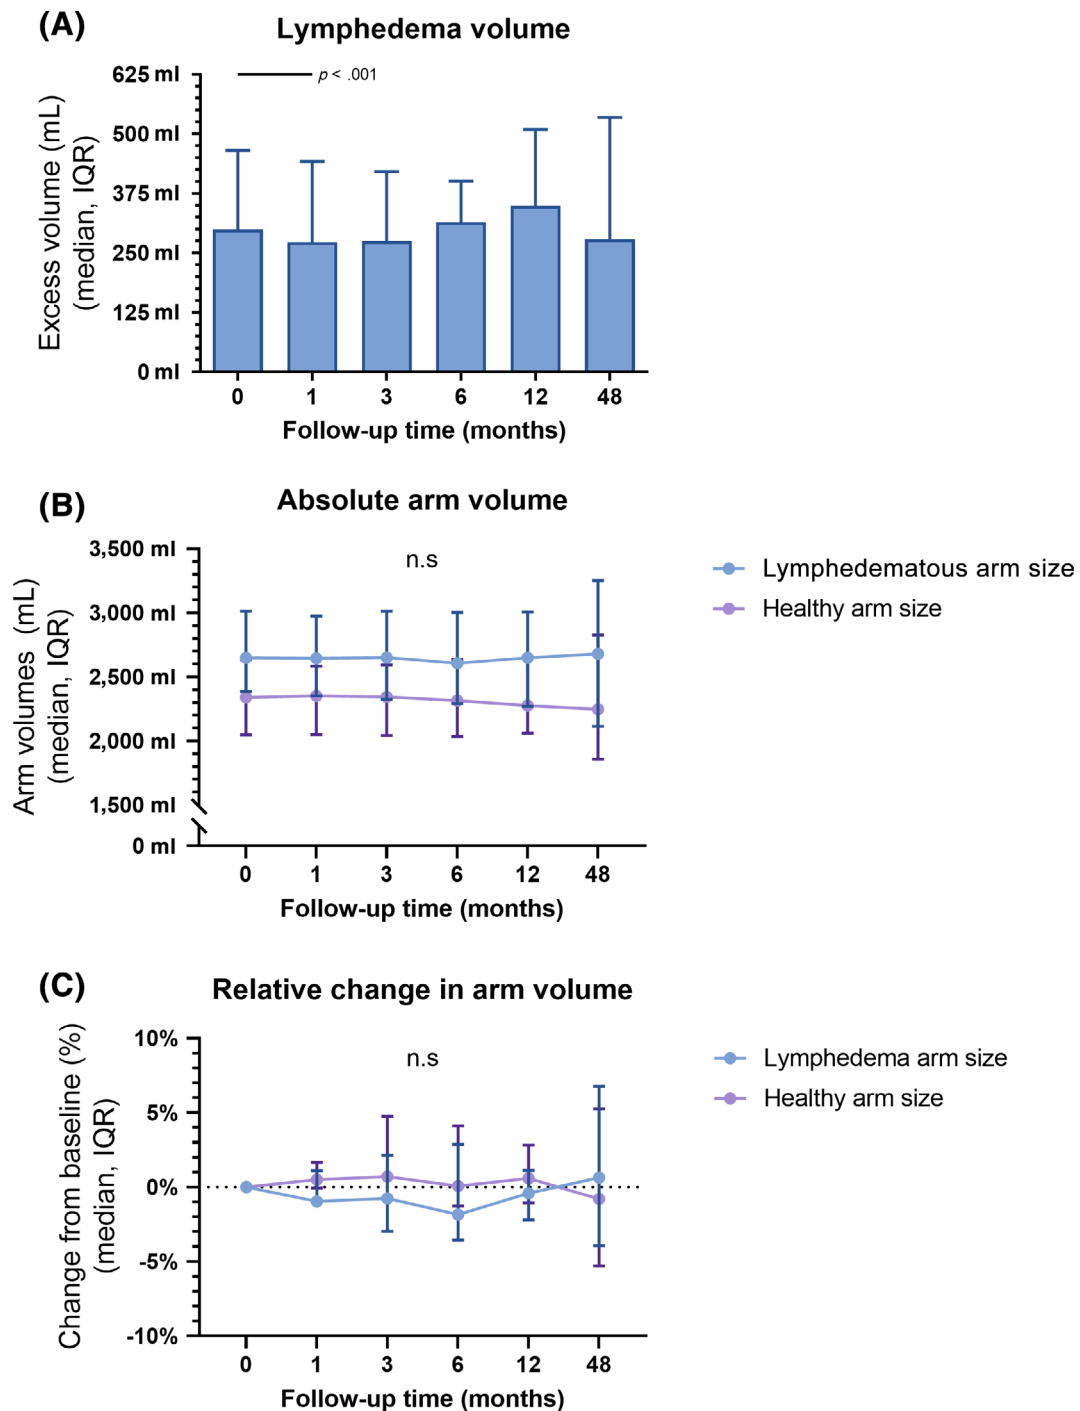 (A)
Lymphedema volume
Excess volume (mL)
(median, IQR)
625 ml
500 ml
375 ml
250 ml
125 ml
0 ml
p < .001
0 1 3 6 12 48
Follow-up time (months)
(B)
Absolute arm volume
Arm volumes (mL)
(median, IQR)
3,500 ml
3,000 ml
2,500 ml
2,000 ml
1,500 ml
0 ml
n.s
Lymphedematous arm size
Healthy arm size
0 1 3 6 12 48
Follow-up time (months)
(C)
Relative change in arm volume
Change from baseline (%)
(median, IQR)
10%
5%
0%
-5%
-10%
n.s
Lymphedema arm size
Healthy arm size
0 1 3 6 12 48
Follow-up time (months)